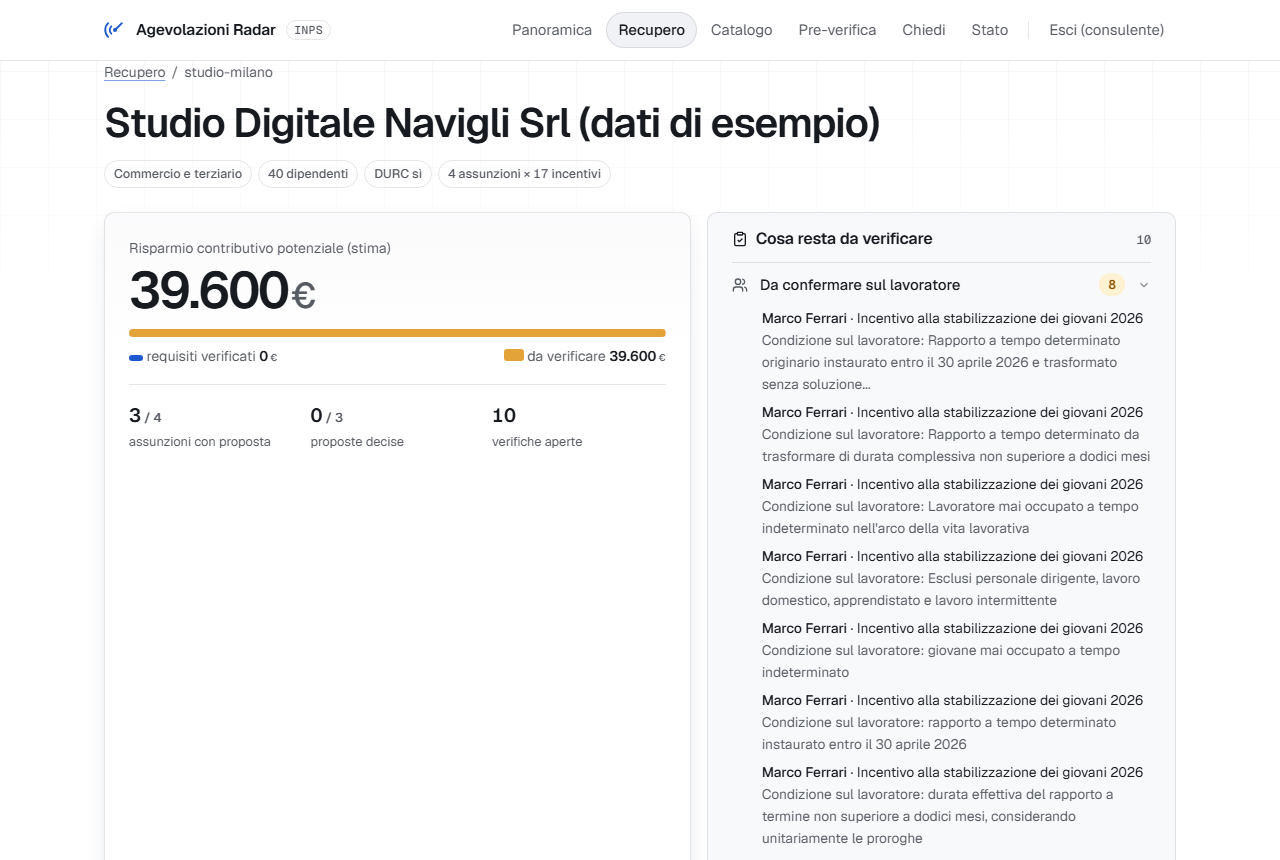 Agevolazioni Radar INPS
Panoramica Recupero Catalogo Pre-verifica Chiedi Stato Esci (consulente)
Recupero / studio-milano
Studio Digitale Navigli Srl (dati di esempio)
Commercio e terziario 40 dipendenti DURC sì 4 assunzioni × 17 incentivi
Risparmio contributivo potenziale (stima)
39.600 €
requisiti verificati 0 € da verificare 39.600 €
3 / 4 0 / 3 10
assunzioni con proposta proposte decise verifiche aperte
Cosa resta da verificare 10
Da confermare sul lavoratore 8
Marco Ferrari · Incentivo alla stabilizzazione dei giovani 2026
Condizione sul lavoratore: Rapporto a tempo determinato
originario instaurato entro il 30 aprile 2026 e trasformato
senza soluzione…
Marco Ferrari · Incentivo alla stabilizzazione dei giovani 2026
Condizione sul lavoratore: Rapporto a tempo determinato da
trasformare di durata complessiva non superiore a dodici mesi
Marco Ferrari · Incentivo alla stabilizzazione dei giovani 2026
Condizione sul lavoratore: Lavoratore mai occupato a tempo
indeterminato nell'arco della vita lavorativa
Marco Ferrari · Incentivo alla stabilizzazione dei giovani 2026
Condizione sul lavoratore: Esclusi personale dirigente, lavoro
domestico, apprendistato e lavoro intermittente
Marco Ferrari · Incentivo alla stabilizzazione dei giovani 2026
Condizione sul lavoratore: giovane mai occupato a tempo
indeterminato
Marco Ferrari · Incentivo alla stabilizzazione dei giovani 2026
Condizione sul lavoratore: rapporto a tempo determinato
instaurato entro il 30 aprile 2026
Marco Ferrari · Incentivo alla stabilizzazione dei giovani 2026
Condizione sul lavoratore: durata effettiva del rapporto a
termine non superiore a dodici mesi, considerando
unitariamente le proroghe